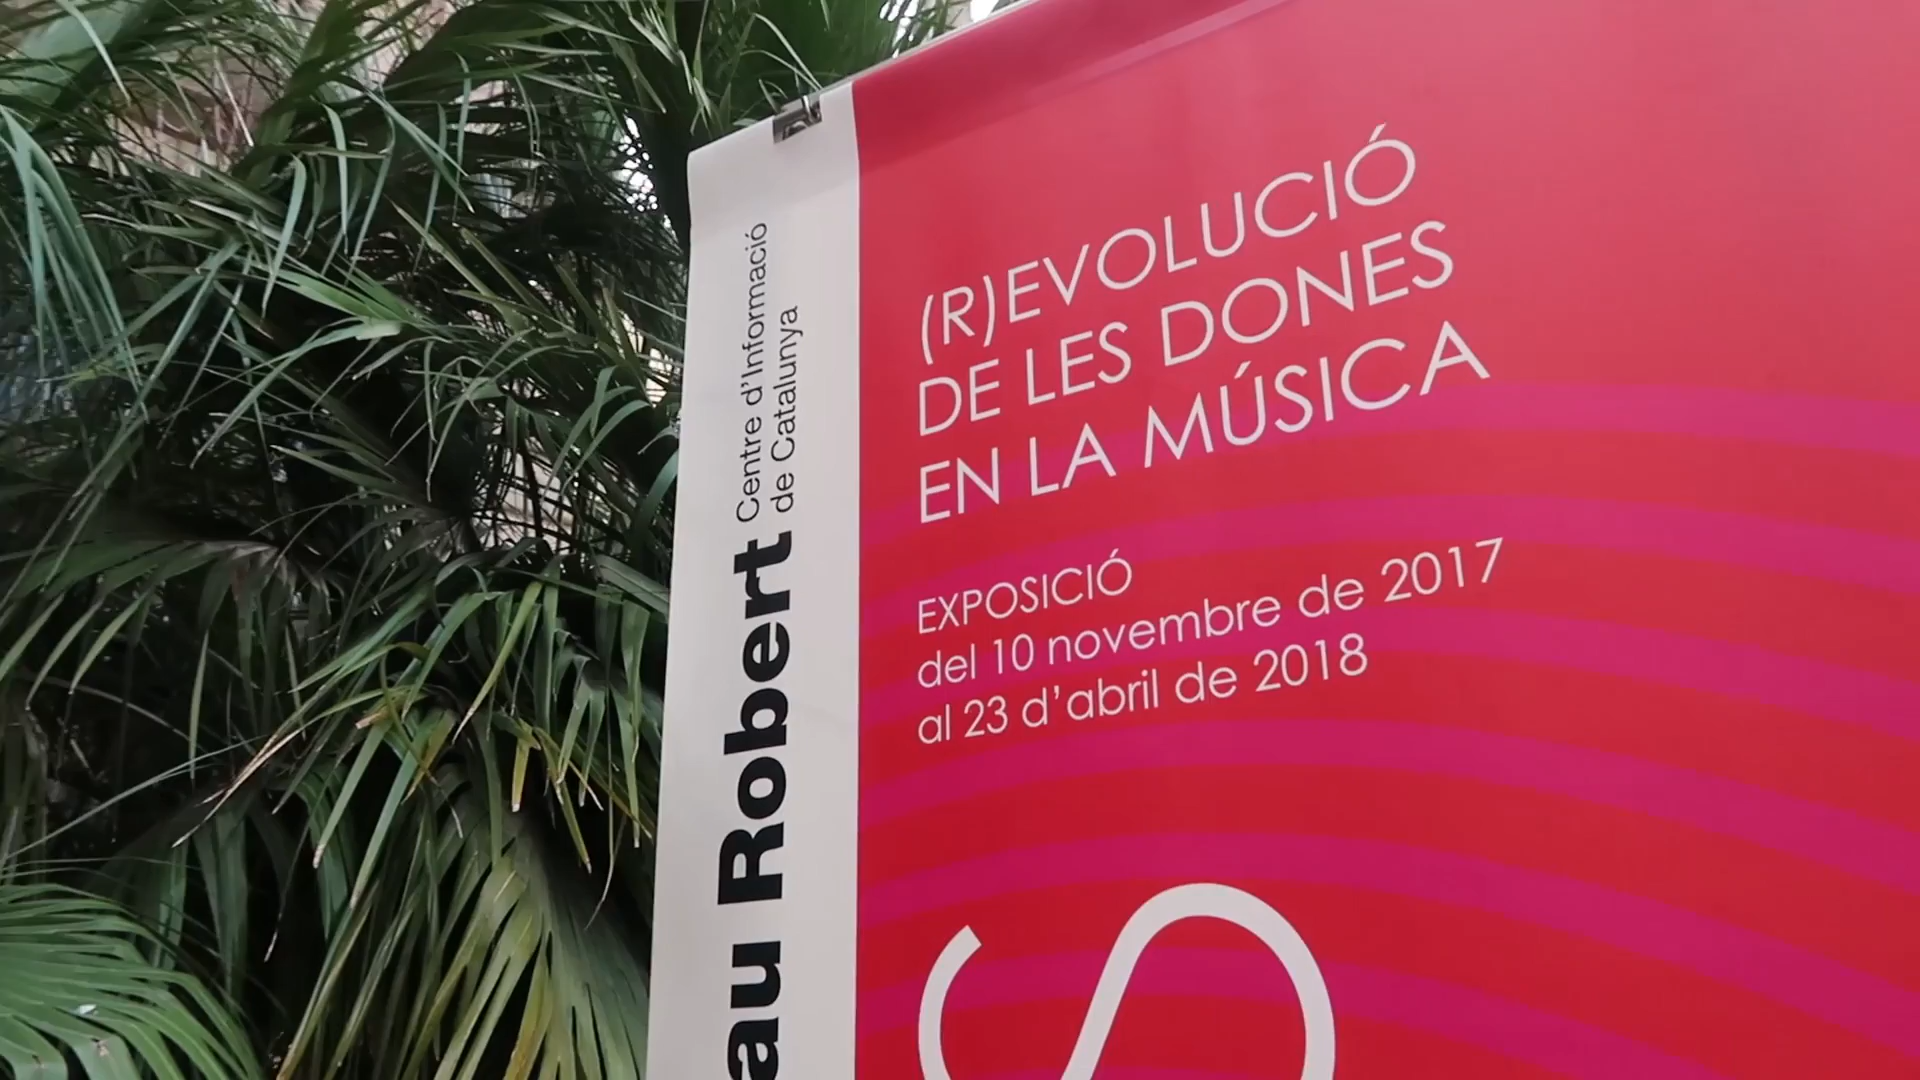 (R)EVOLUCIÓ
DE LES DONES
EN LA MÚSICA
EXPOSICIÓ
del 10 novembre de 2017
al 23 d'abril de 2018
Centre d'Informació
de Catalunya
Robert